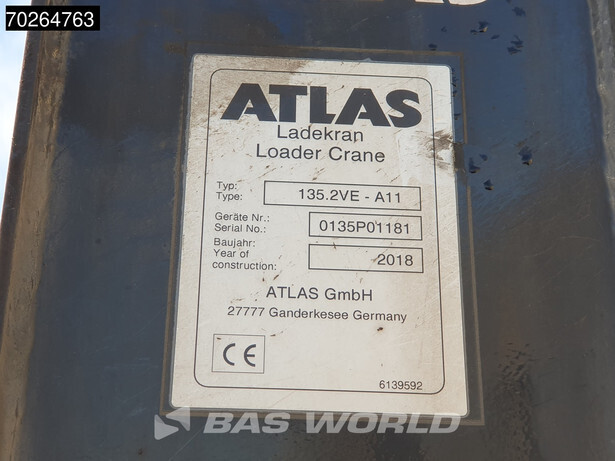 70264763
ATLAS
Ladekran
Loader Crane
Typ:
Type: 135.2VE - A11
Geräte Nr.:
Serial No.: 0135P01181
Baujahr:
Year of
construction: 2018
ATLAS GmbH
27777 Ganderkesee Germany
CE
6139592
BAS WORLD